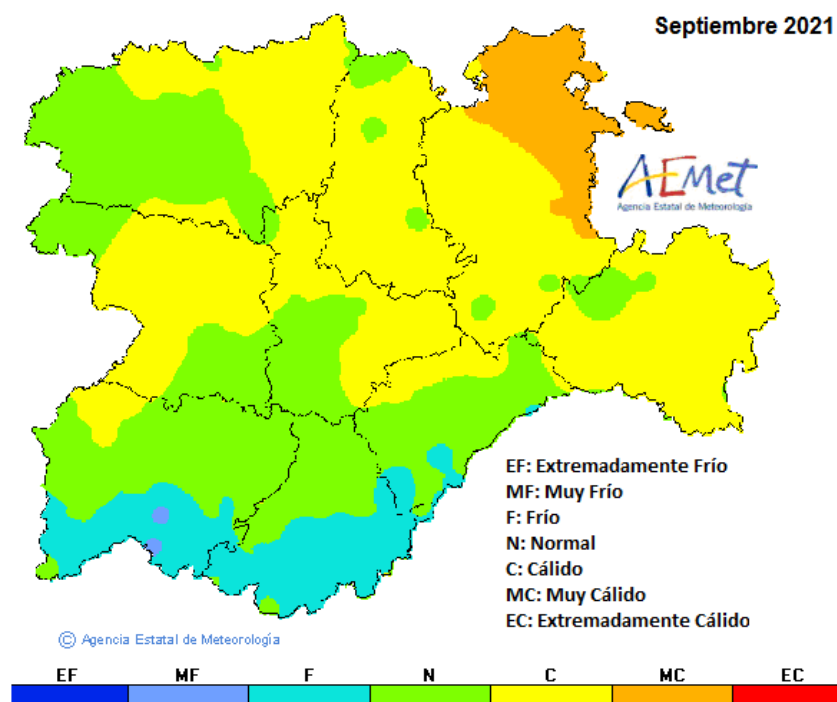 Septiembre 2021
AEMet
Agencia Estatal de Meteorología
EF: Extremadamente Frío
MF: Muy Frío
F: Frío
N: Normal
C: Cálido
MC: Muy Cálido
EC: Extremadamente Cálido
© Agencia Estatal de Meteorología
EF MF F N C MC EC